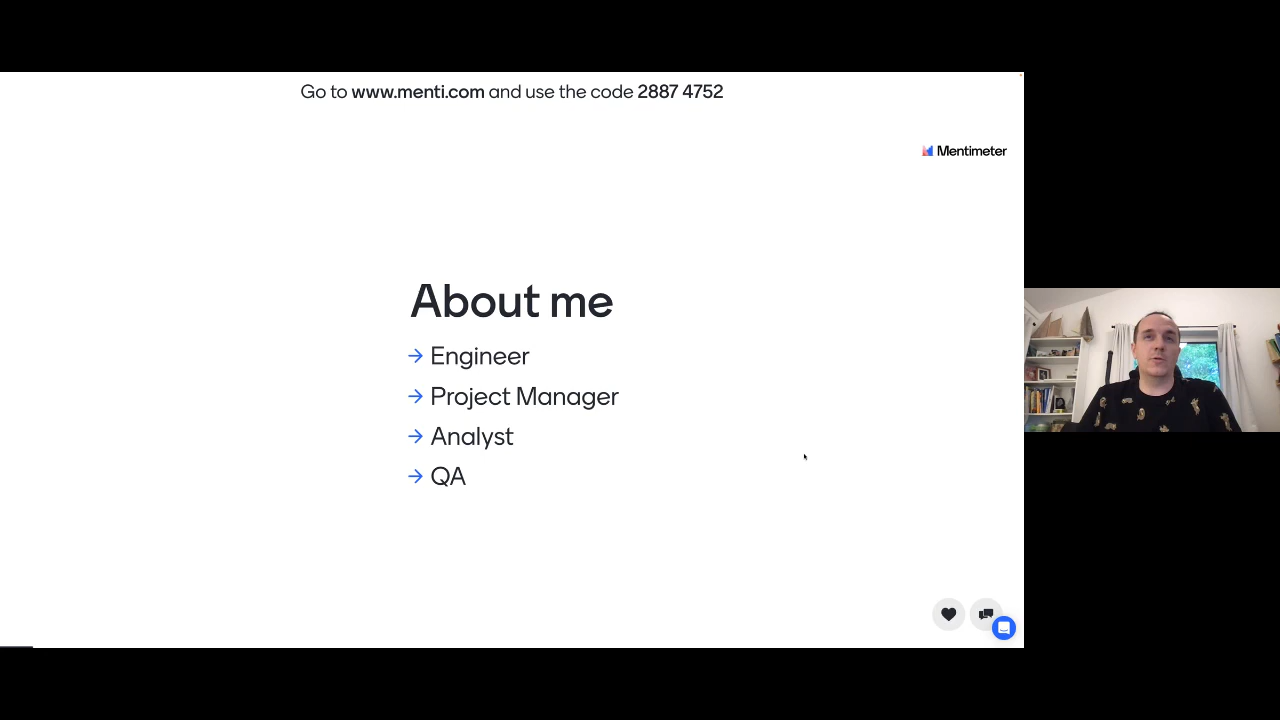 Go to www.menti.com and use the code 2887 4752
Mentimeter
About me
→ Engineer
→ Project Manager
→ Analyst
→ QA